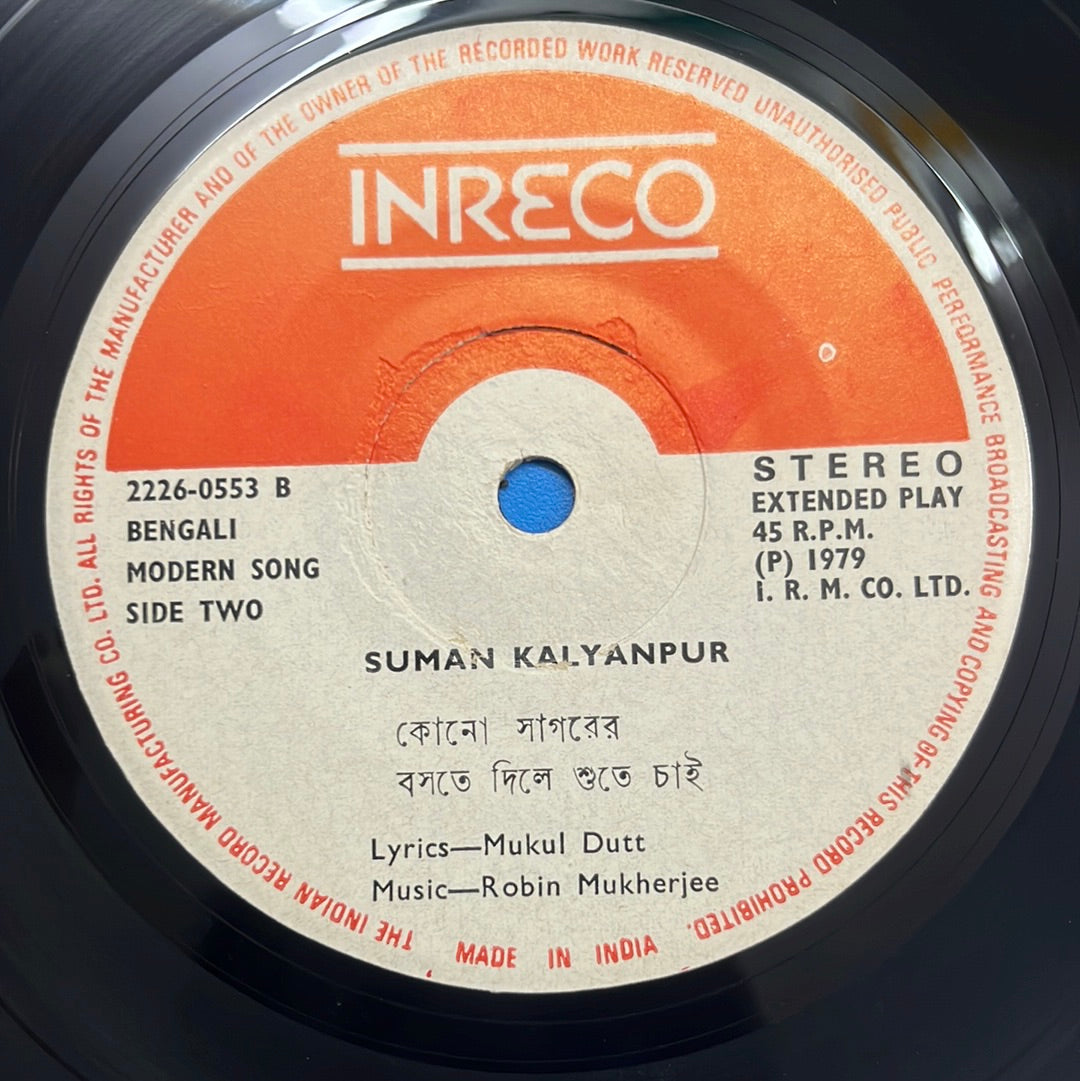 THE INDIAN RECORD MANUFACTURING CO. LTD. ALL RIGHTS OF THE MANUFACTURER AND OF THE OWNER OF THE RECORDED WORK RESERVED UNAUTHORISED PUBLIC PERFORMANCE BROADCASTING AND COPYING OF THIS RECORD PROHIBITED.
INRECO
2226-0553 B
BENGALI
MODERN SONG
SIDE TWO
STEREO
EXTENDED PLAY
45 R.P.M.
(P) 1979
I. R. M. CO. LTD.
SUMAN KALYANPUR
কোনো সাগরের
বসতে দিলে শুতে চাই
Lyrics—Mukul Dutt
Music—Robin Mukherjee
MADE IN INDIA